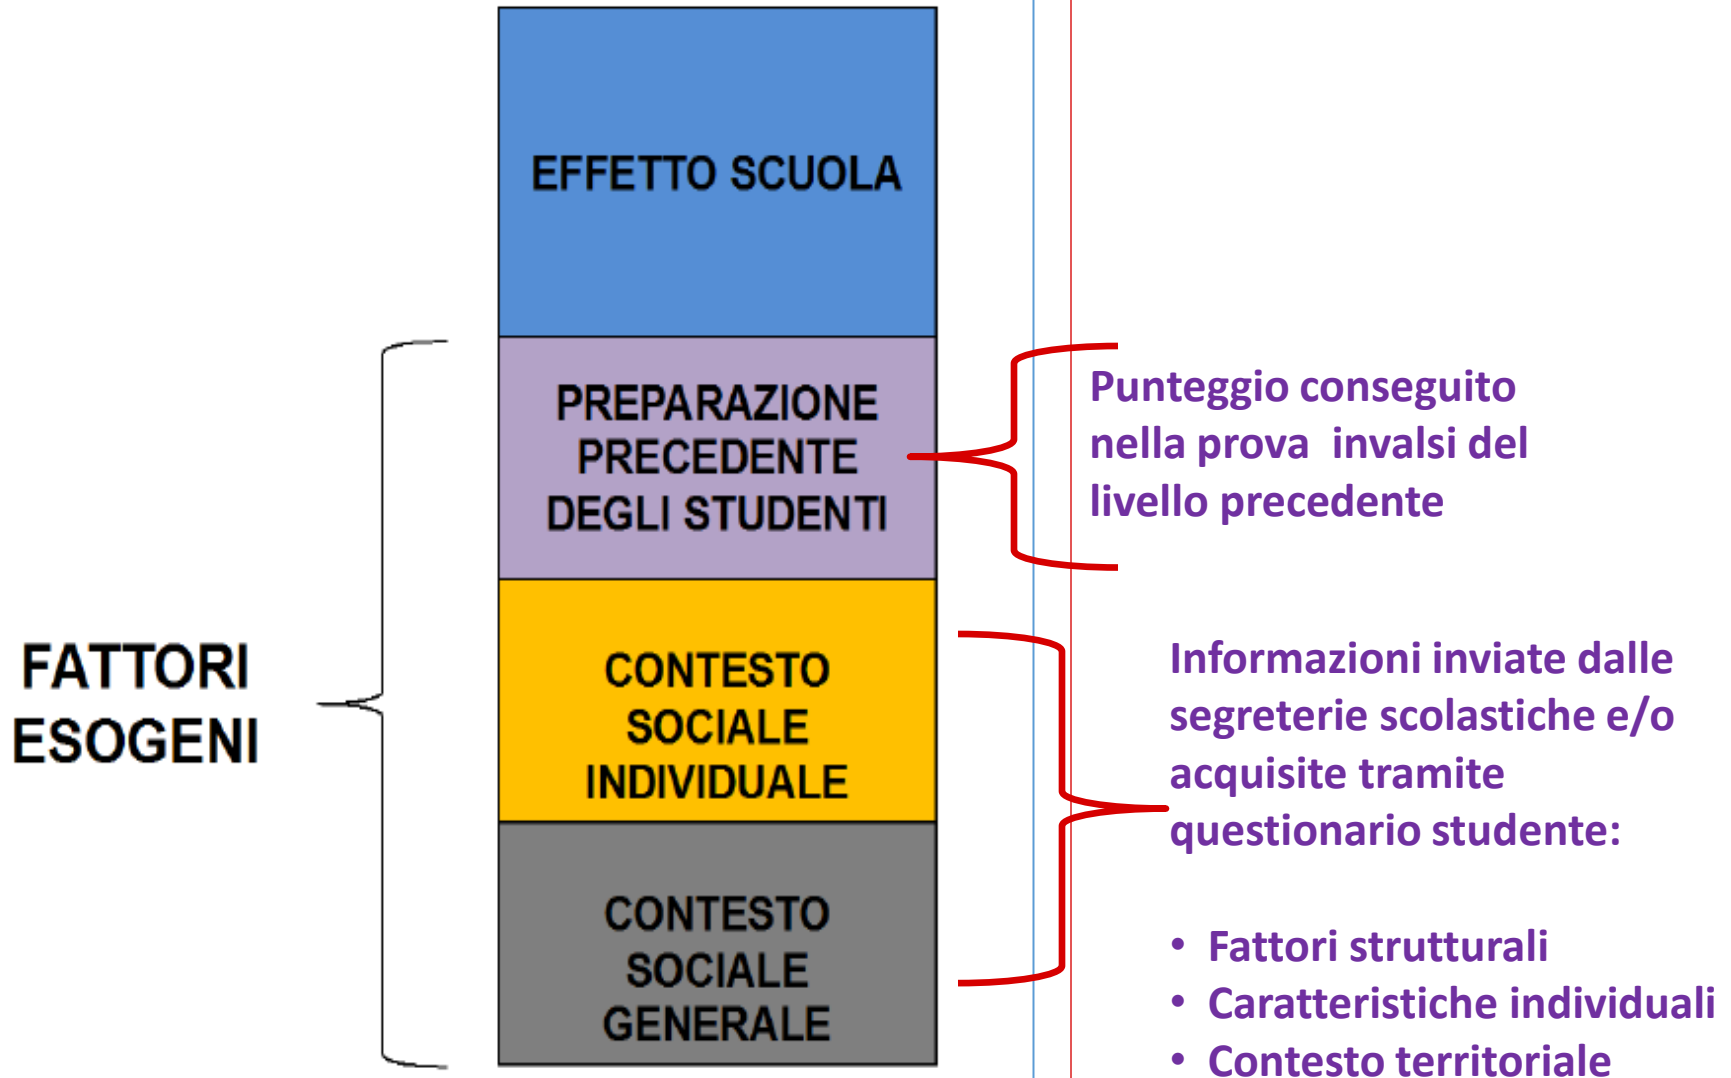 EFFETTO SCUOLA
PREPARAZIONE
PRECEDENTE
DEGLI STUDENTI
Punteggio conseguito
nella prova invalsi del
livello precedente
FATTORI
ESOGENI
CONTESTO
SOCIALE
INDIVIDUALE
CONTESTO
SOCIALE
GENERALE
Informazioni inviate dalle
segreterie scolastiche e/o
acquisite tramite
questionario studente:
• Fattori strutturali
• Caratteristiche individuali
• Contesto territoriale